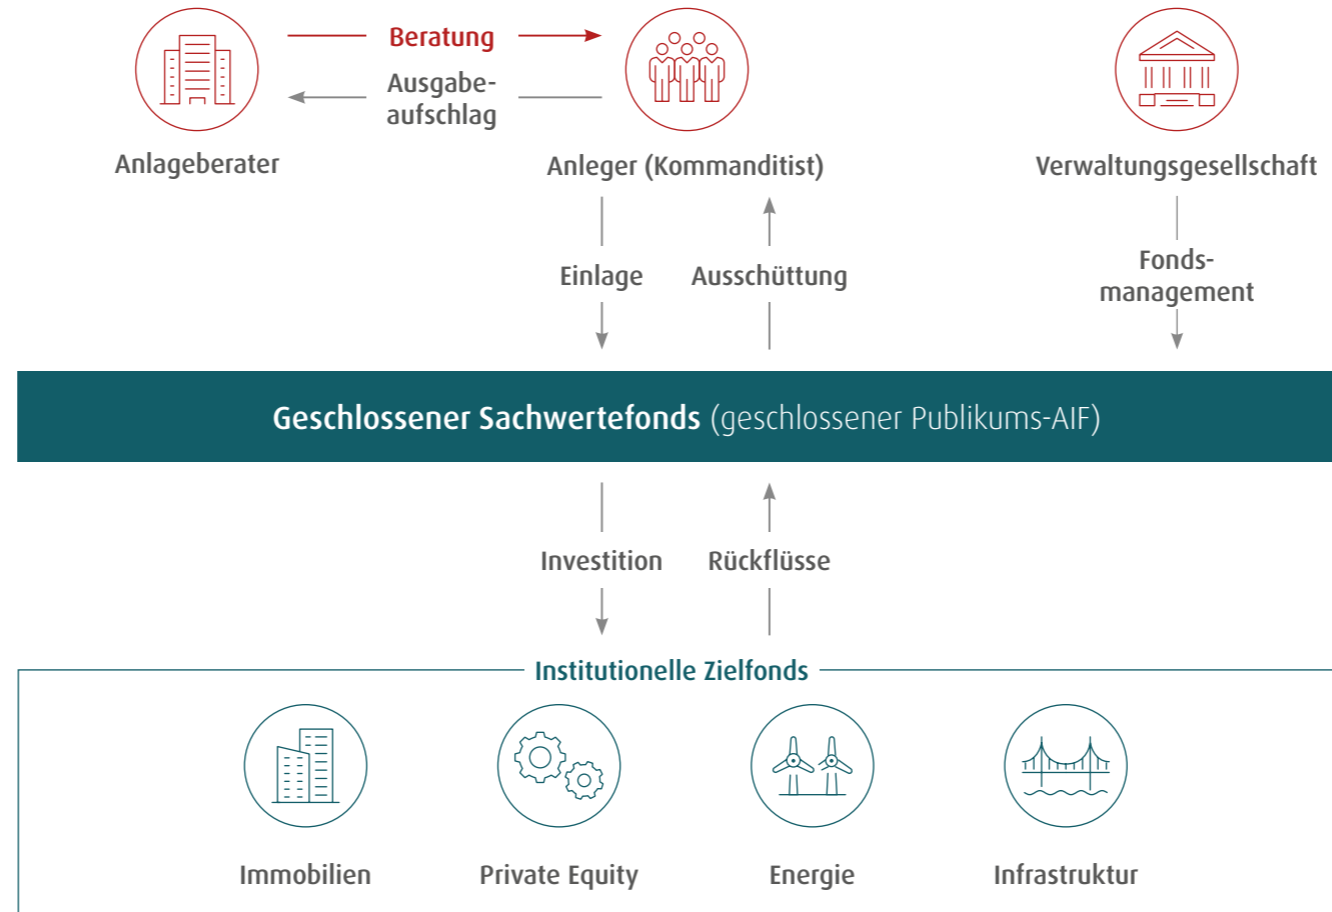 Beratung
Ausgabe-
aufschlag
Anlageberater
Anleger (Kommanditist)
Verwaltungsgesellschaft
Einlage
Ausschüttung
Fonds-
management
Geschlossener Sachwertefonds (geschlossener Publikums-AIF)
Investition
Rückflüsse
Institutionelle Zielfonds
Immobilien
Private Equity
Energie
Infrastruktur